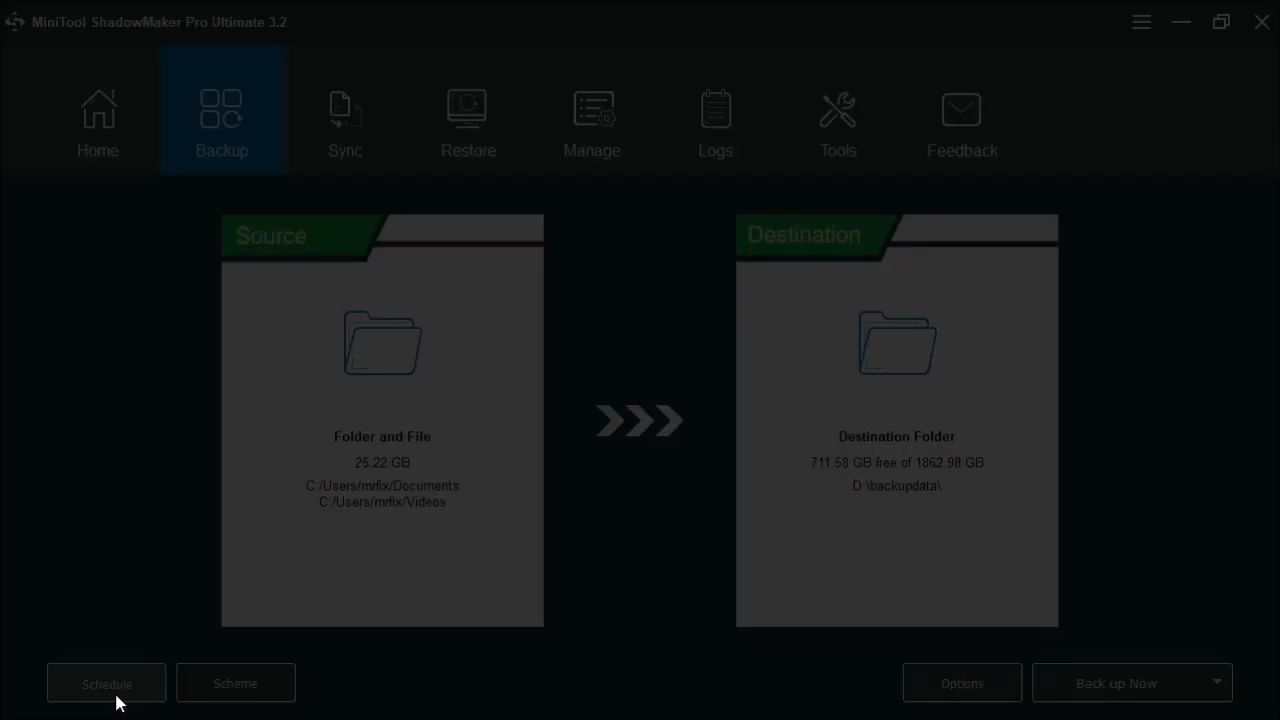 MiniTool ShadowMaker Pro Ultimate 3.2
Home
Backup
Sync
Restore
Manage
Logs
Tools
Feedback
Source
Folder and File
25.22 GB
C:/Users/mrfix/Documents
C:/Users/mrfix/Videos
Destination
Destination Folder
711.58 GB free of 1862.98 GB
D:\backupdata\
Schedule
Scheme
Options
Back up Now